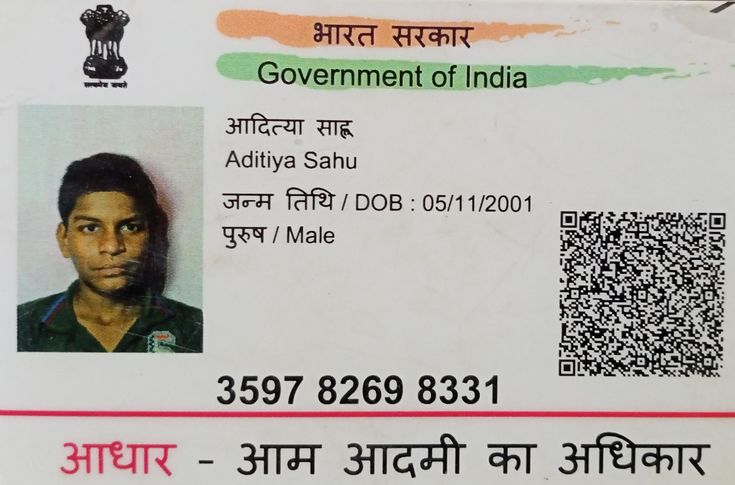 भारत सरकार
Government of India
सत्यमेव जयते
आदित्या साहू
Aditiya Sahu
जन्म तिथि / DOB : 05/11/2001
पुरुष / Male
3597 8269 8331
आधार - आम आदमी का अधिकार